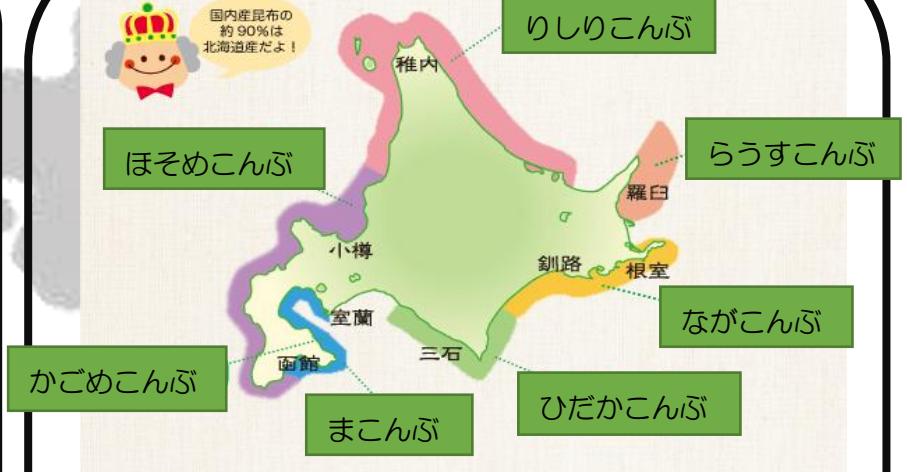 国内産昆布の
約90%は
北海道産だよ！
りしりこんぶ
稚内
ほそめこんぶ
らうすこんぶ
羅臼
小樽
釧路
根室
ながこんぶ
室蘭
三石
函館
かごめこんぶ
ひだかこんぶ
まこんぶ